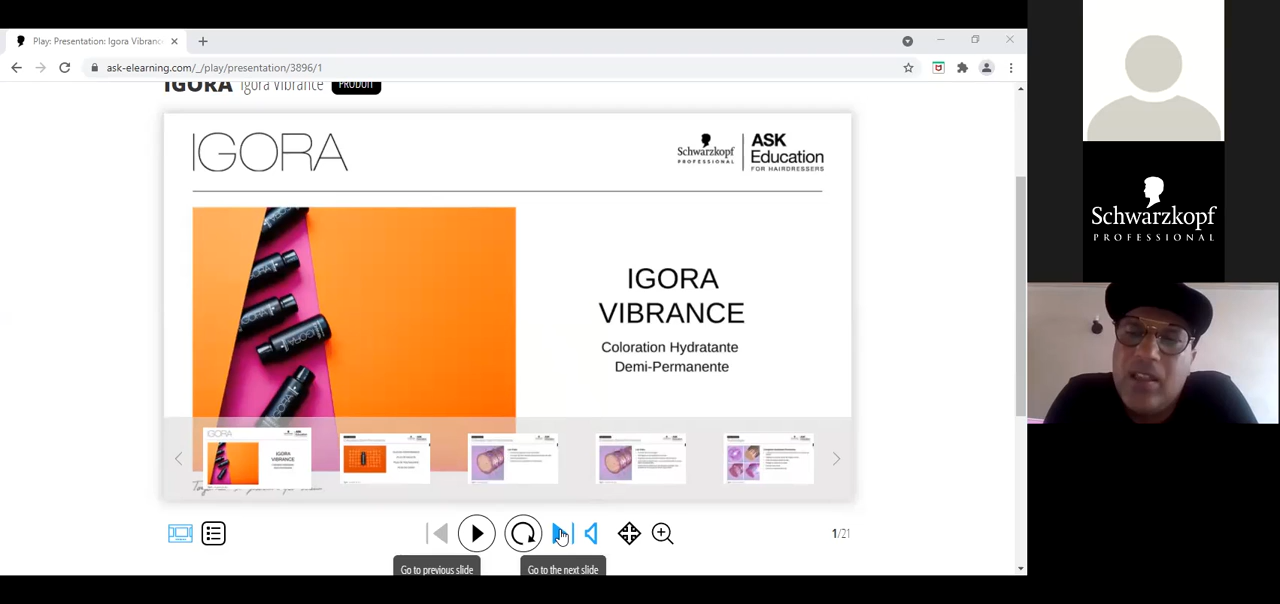 Play: Presentation: Igora Vibranc
ask-elearning.com/_/play/presentation/3896/1
IGORA Igora Vibrance PRODUIT
IGORA
Schwarzkopf
PROFESSIONAL
ASK
Education
FOR HAIRDRESSERS
IGORA
VIBRANCE
Coloration Hydratante
Demi-Permanente
IGORA
VIBRANCE
1/21
Go to previous slide
Go to the next slide
Schwarzkopf
PROFESSIONAL